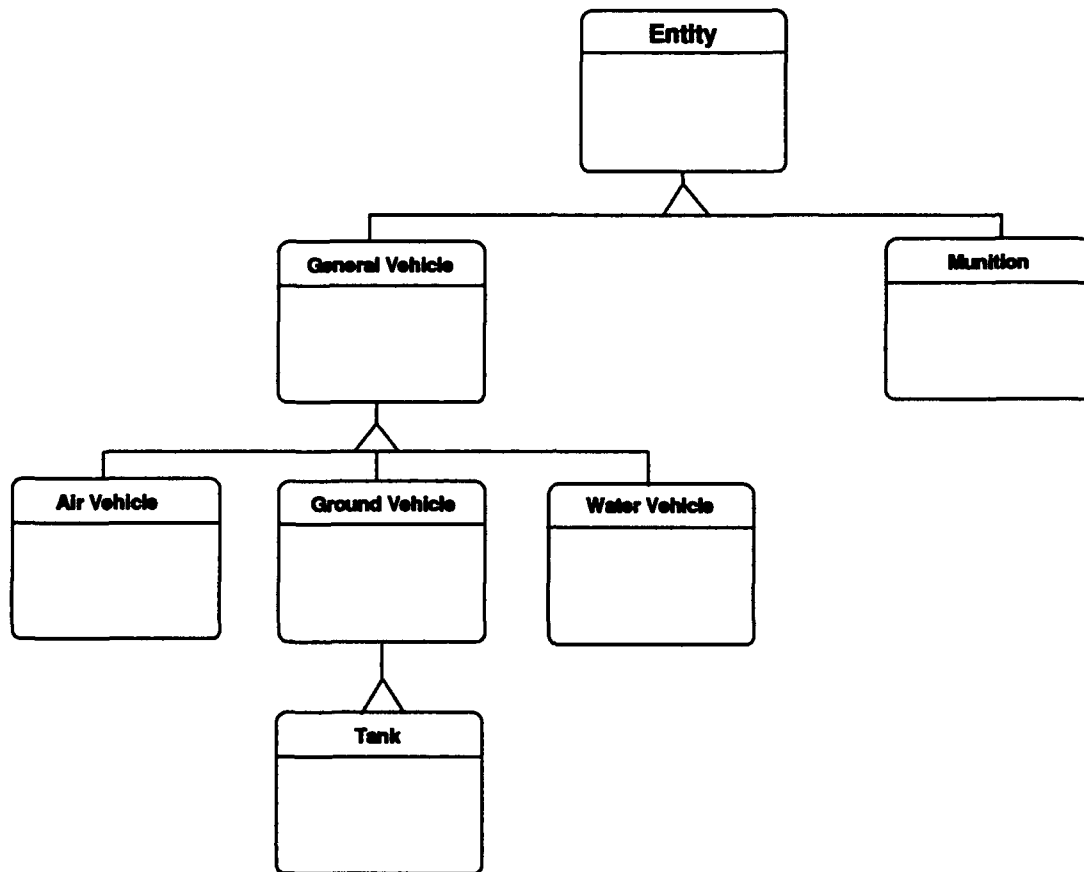 Entity
General Vehicle
Munition
Air Vehicle
Ground Vehicle
Water Vehicle
Tank